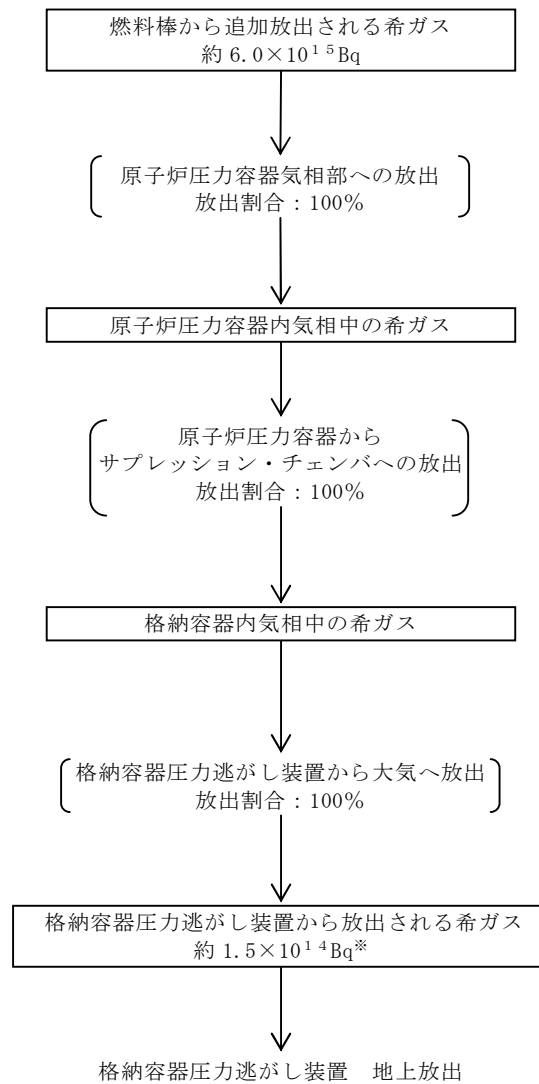 燃料棒から追加放出される希ガス
約 6.0×10¹⁵Bq
原子炉圧力容器気相部への放出
放出割合：100％
原子炉圧力容器内気相中の希ガス
原子炉圧力容器から
サプレッション・チェンバへの放出
放出割合：100％
格納容器内気相中の希ガス
格納容器圧力逃がし装置から大気へ放出
放出割合：100％
格納容器圧力逃がし装置から放出される希ガス
約 1.5×10¹⁴Bq※
格納容器圧力逃がし装置　地上放出